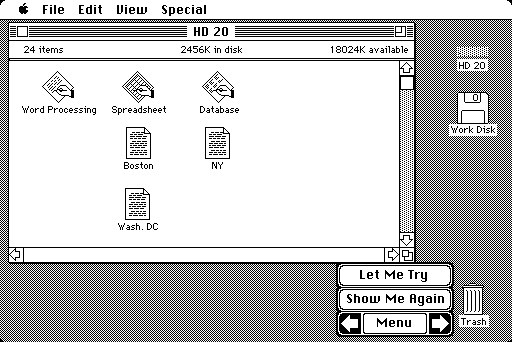 File Edit View Special
HD 20
24 items 2456K in disk 18024K available
Word Processing Spreadsheet Database
Boston NY
Wash. DC
HD 20
Work Disk
Let Me Try
Show Me Again
Menu
Trash